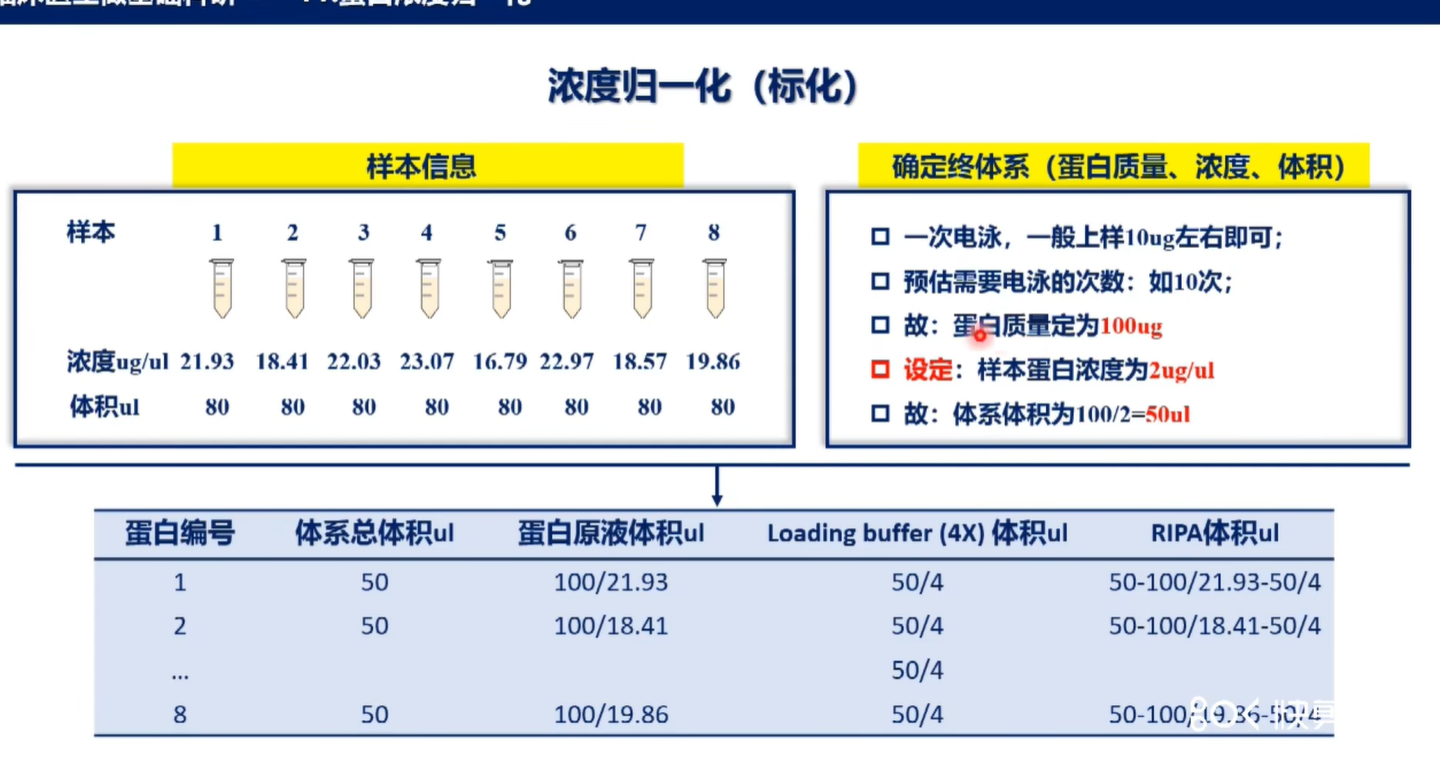 浓度归一化（标化）
样本信息
确定终体系（蛋白质量、浓度、体积）
样本 1 2 3 4 5 6 7 8
浓度ug/ul 21.93 18.41 22.03 23.07 16.79 22.97 18.57 19.86
体积ul 80 80 80 80 80 80 80 80
一次电泳，一般上样10ug左右即可；
预估需要电泳的次数：如10次；
故：蛋白质量定为100ug
设定：样本蛋白浓度为2ug/ul
故：体系体积为100/2=50ul
蛋白编号 体系总体积ul 蛋白原液体积ul Loading buffer (4X) 体积ul RIPA体积ul
1 50 100/21.93 50/4 50-100/21.93-50/4
2 50 100/18.41 50/4 50-100/18.41-50/4
... 50/4
8 50 100/19.86 50/4 50-100/19.86-50/4